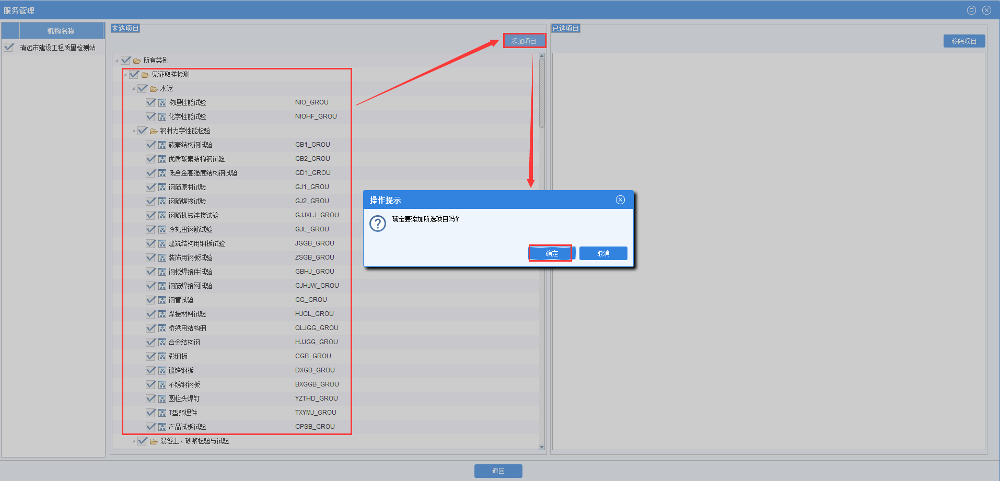 服务管理
机构名称
清远市建设工程质量检测站
未选项目
添加项目
已选项目
移除项目
所有类别
见证取样检测
水泥
物理性能试验 NIO_GROU
化学性能试验 NIOHF_GROU
钢材力学性能检验
碳素结构钢试验 GB1_GROU
优质碳素结构钢试验 GB2_GROU
低合金高强度结构钢试验 GD1_GROU
钢筋原材试验 GJ1_GROU
钢筋焊接试验 GJ2_GROU
钢筋机械连接试验 GJJXLJ_GROU
冷轧扭钢筋试验 GJL_GROU
建筑结构用钢板试验 JGGB_GROU
装饰用钢板试验 ZSGB_GROU
钢板焊接件试验 GBHJ_GROU
钢筋焊接网试验 GJHJW_GROU
钢管试验 GG_GROU
焊接材料试验 HJCL_GROU
桥梁用结构钢 QLJGG_GROU
合金结构钢 HJJGG_GROU
彩钢板 CGB_GROU
镀锌钢板 DXGB_GROU
不锈钢钢板 BXGGB_GROU
圆柱头焊钉 YZTHD_GROU
T型预埋件 TXYMJ_GROU
产品试板试验 CPSB_GROU
混凝土、砂浆检验与试验
操作提示
确定要添加所选项目吗?
确定
取消
返回